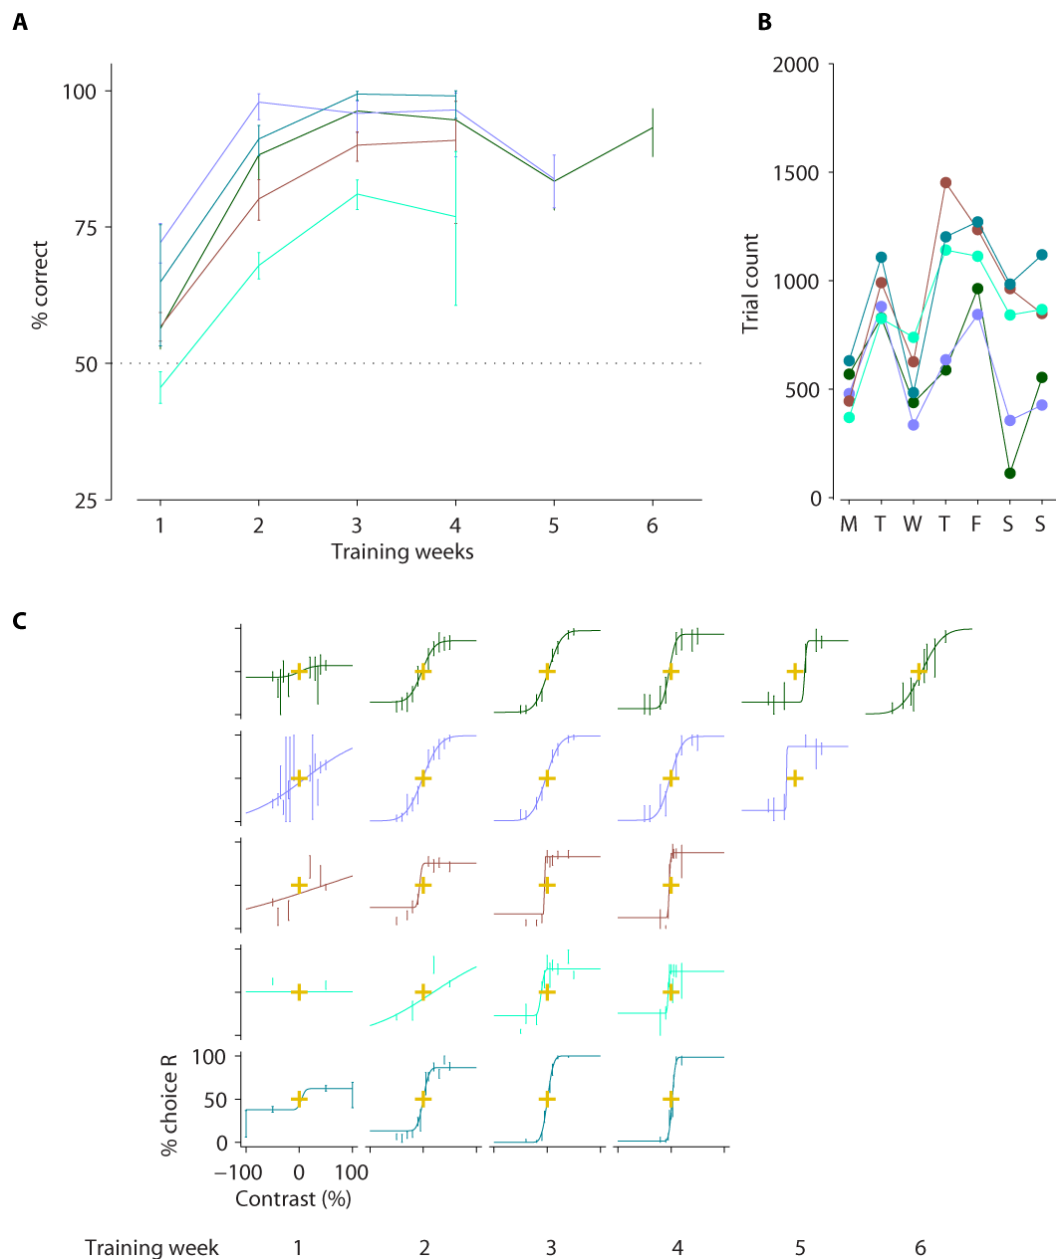 A
B
100
75
50
25
% correct
1 2 3 4 5 6
Training weeks
2000
1500
1000
500
0
Trial count
M T W T F S S
C
100
50
0
% choice R
−100 0 100
Contrast (%)
Training week 1 2 3 4 5 6